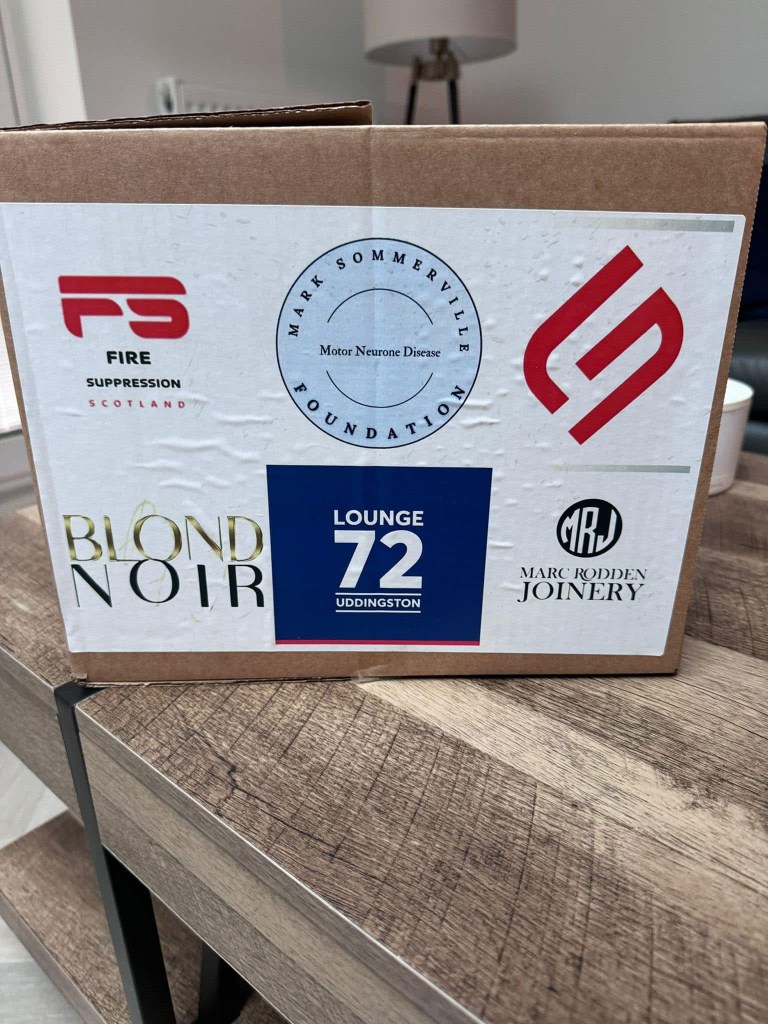 FS
FIRE
SUPPRESSION
SCOTLAND
MARK SOMMERVILLE
Motor Neurone Disease
FOUNDATION
BLOND
NOIR
LOUNGE
72
UDDINGSTON
MRJ
MARC RODDEN
JOINERY